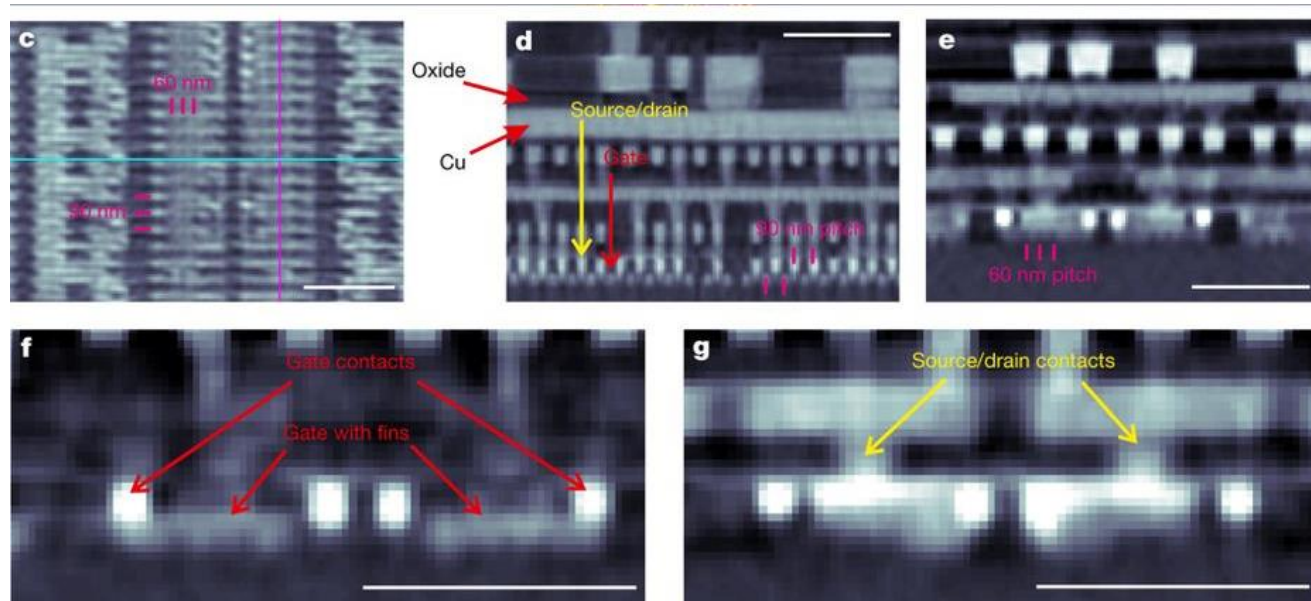 c
60 nm
90 nm
Oxide
Cu
d
Source/drain
Gate
90 nm pitch
e
60 nm pitch
f
Gate contacts
Gate with fins
g
Source/drain contacts